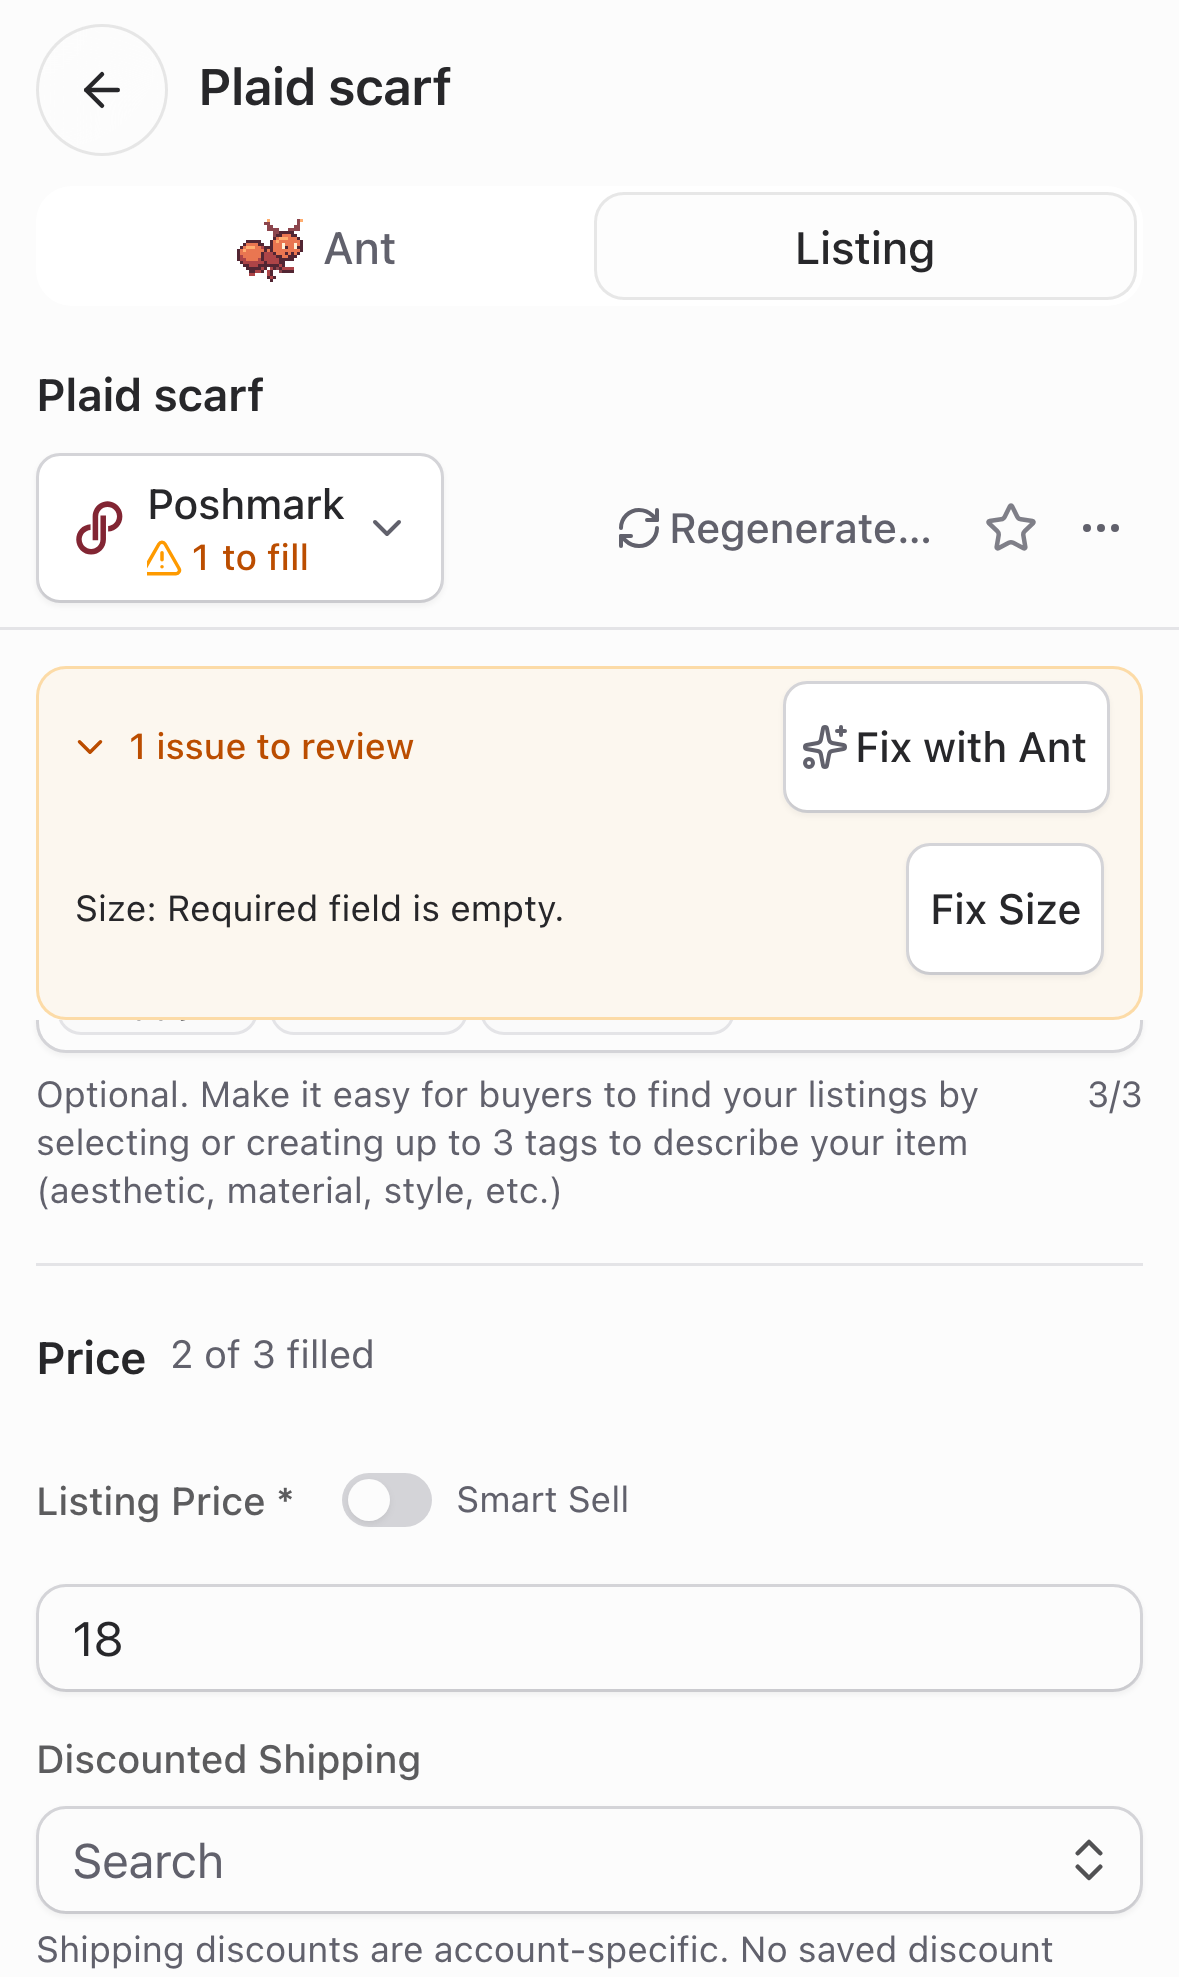 Plaid scarf
Ant
Listing
Plaid scarf
Poshmark
1 to fill
Regenerate...
1 issue to review
Fix with Ant
Size: Required field is empty.
Fix Size
Optional. Make it easy for buyers to find your listings by
3/3
selecting or creating up to 3 tags to describe your item
(aesthetic, material, style, etc.)
Price 2 of 3 filled
Listing Price *
Smart Sell
18
Discounted Shipping
Search
Shipping discounts are account-specific. No saved discount